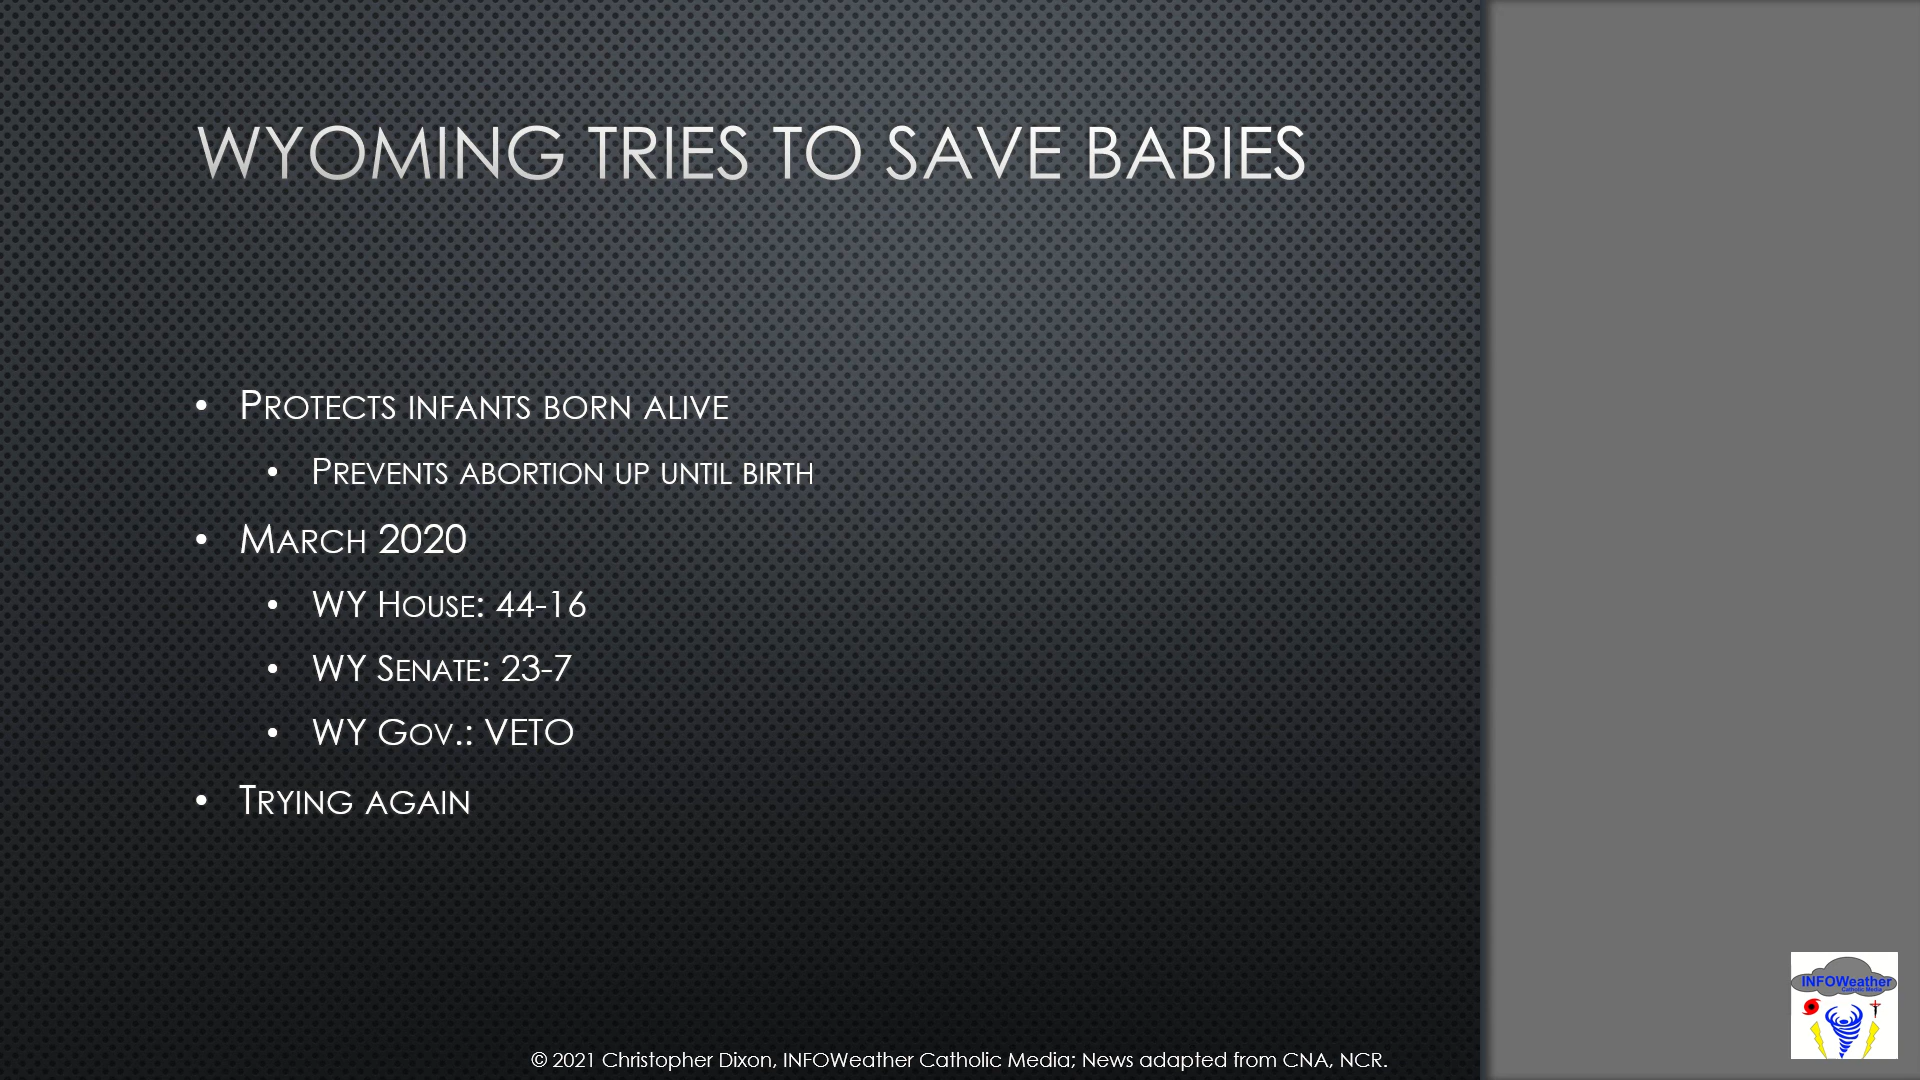 WYOMING TRIES TO SAVE BABIES
• PROTECTS INFANTS BORN ALIVE
• PREVENTS ABORTION UP UNTIL BIRTH
• MARCH 2020
• WY HOUSE: 44-16
• WY SENATE: 23-7
• WY GOV.: VETO
• TRYING AGAIN
INFOWeather
Catholic Media
© 2021 Christopher Dixon, INFOWeather Catholic Media; News adapted from CNA, NCR.